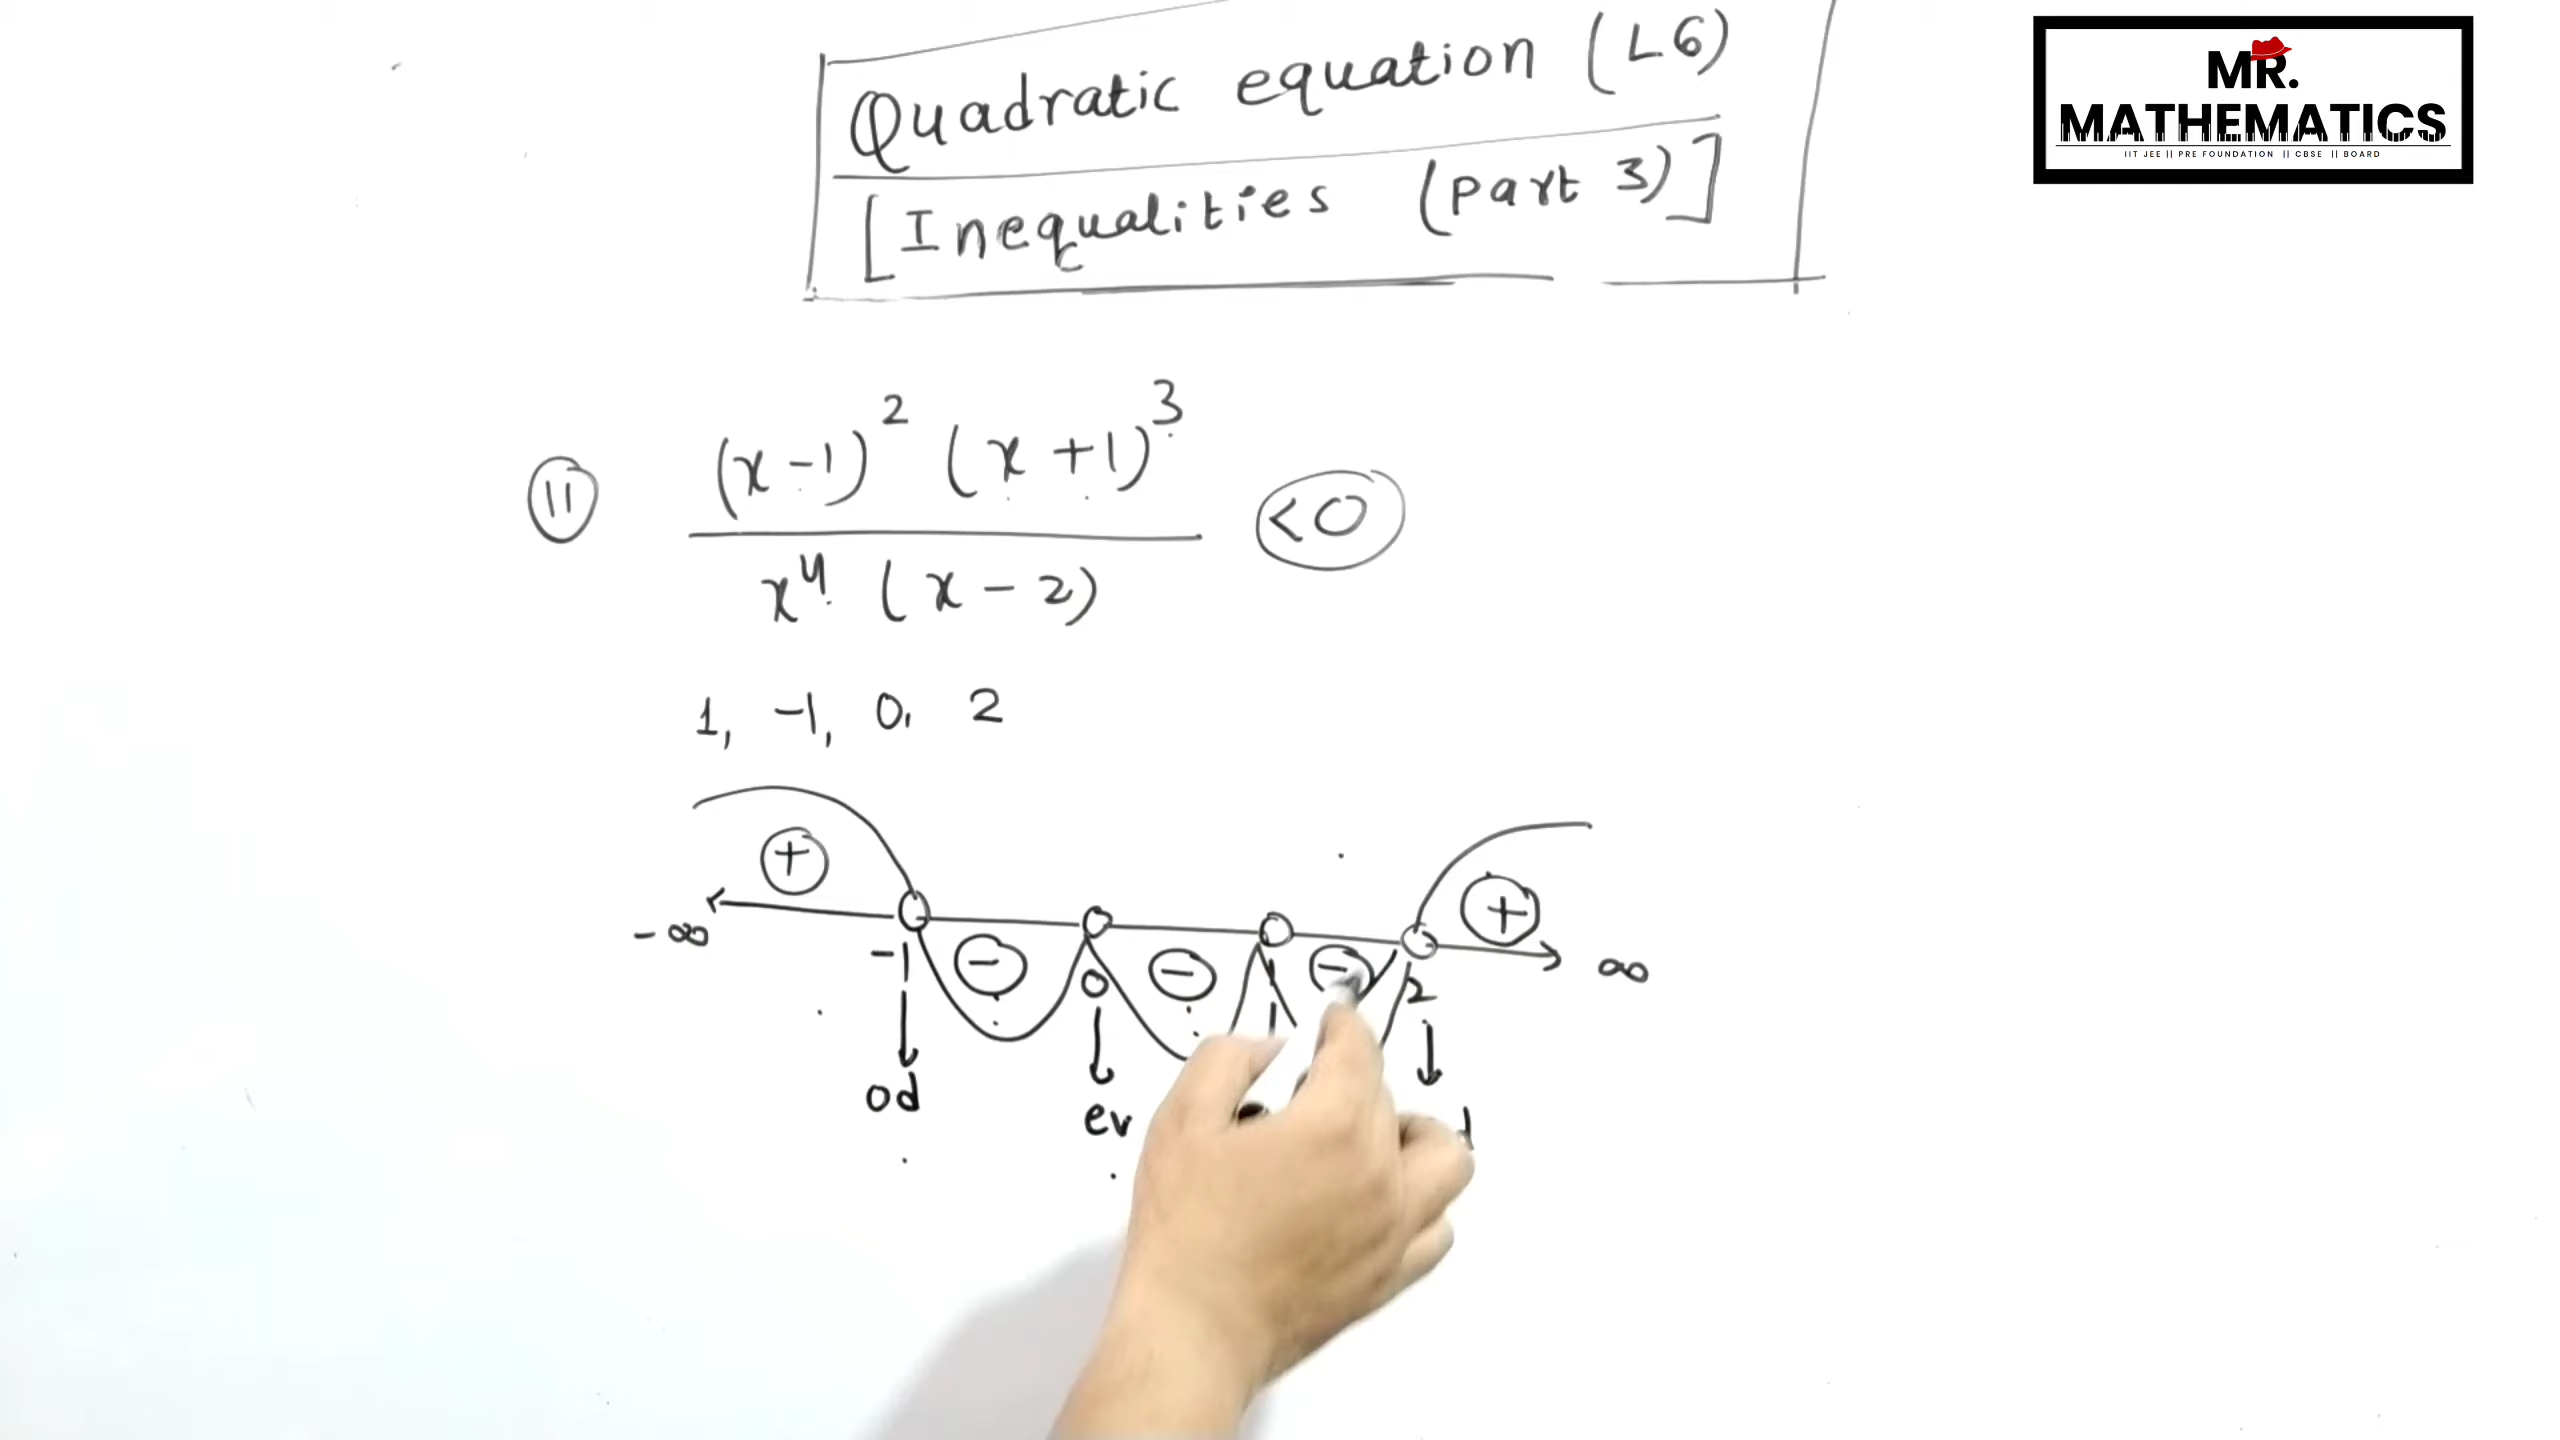 Quadratic equation (L6)
[Inequalities (part 3)]
MR.
MATHEMATICS
IIT JEE || PRE FOUNDATION || CBSE || BOARD
11 (x-1)² (x+1)³ <0
x⁴ (x-2)
1, -1, 0, 2
+ +
-∞ -1 - 0 - 1 - 2 ∞
od ev